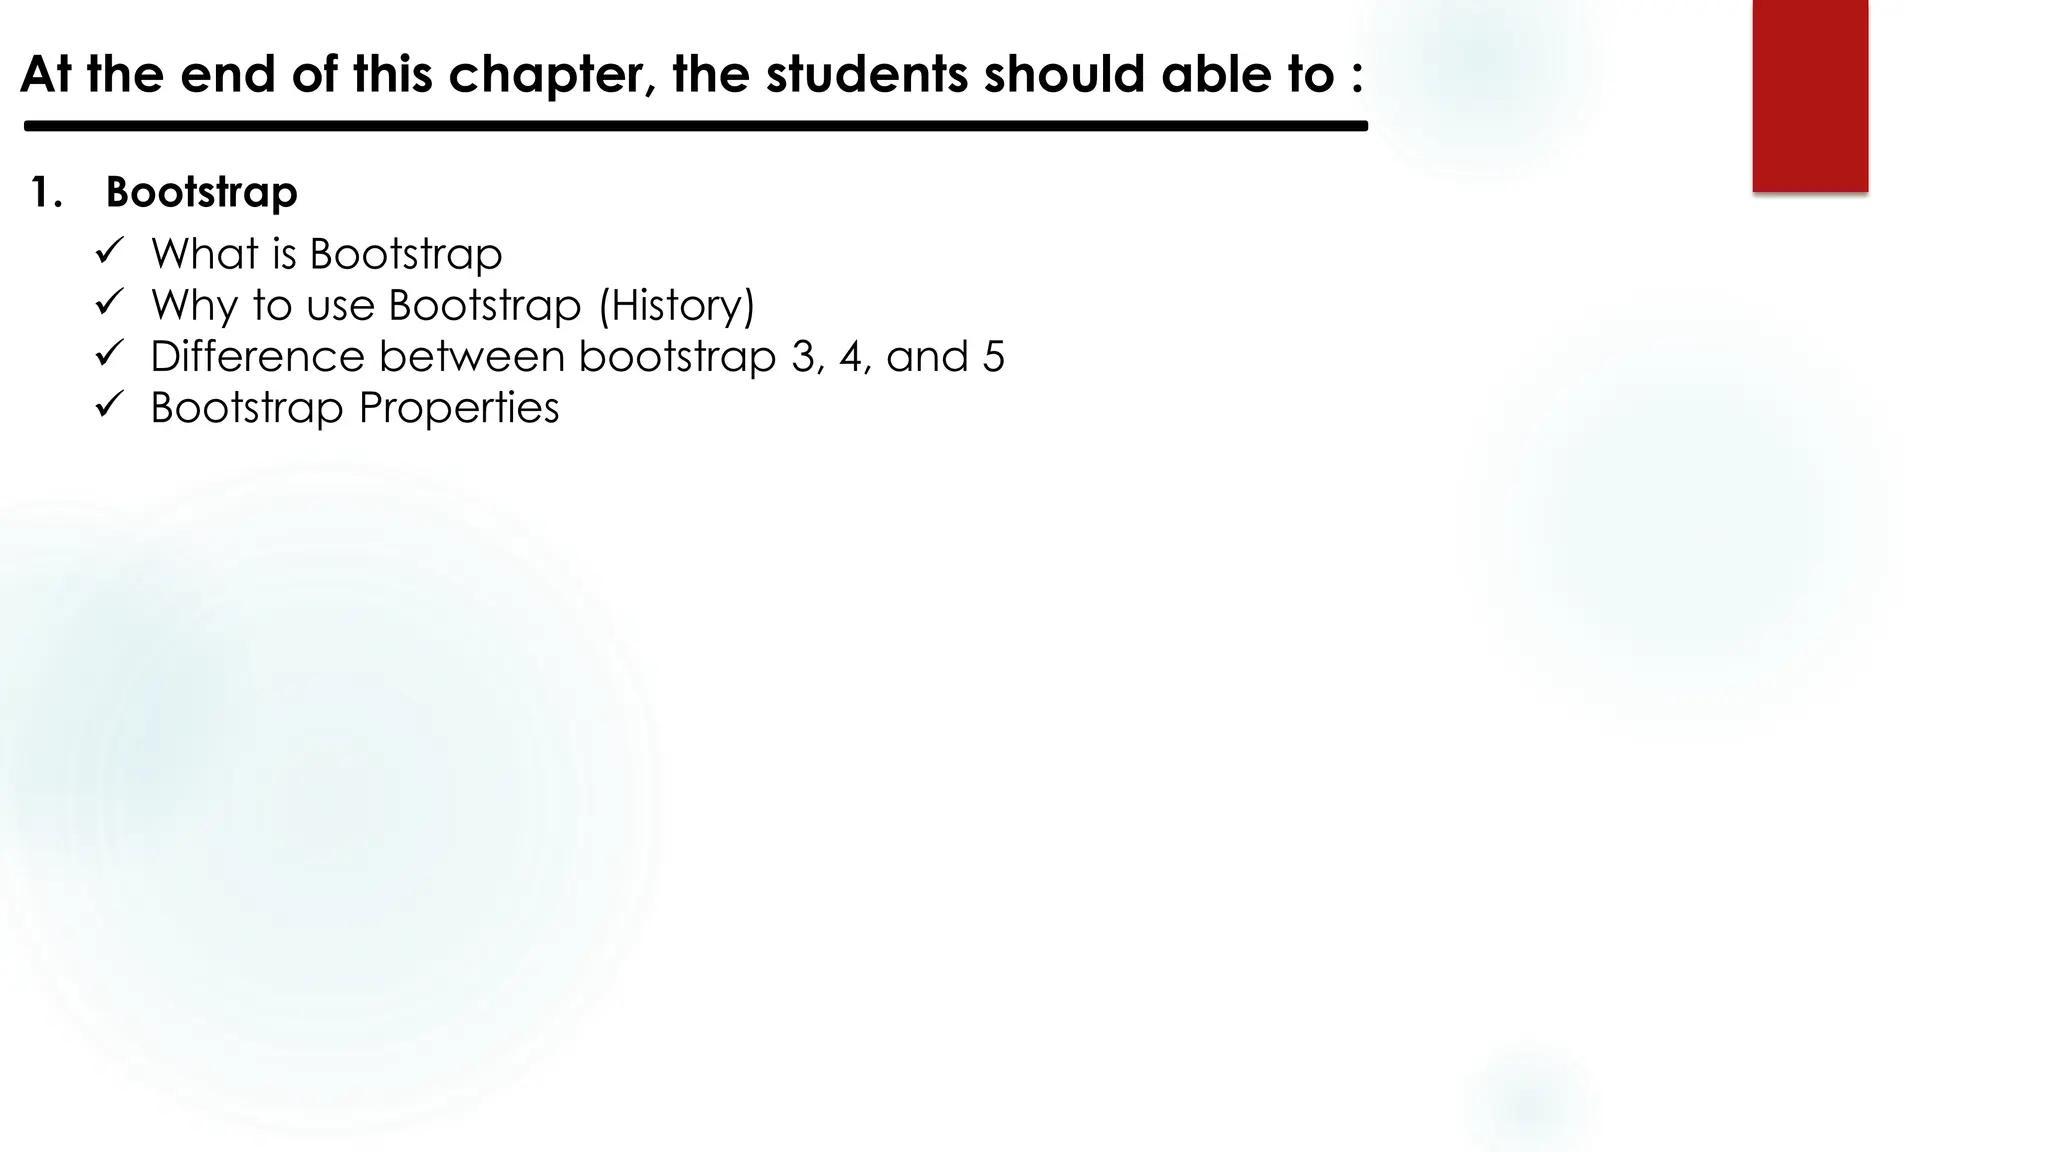 At the end of this chapter, the students should able to :
1. Bootstrap
✓ What is Bootstrap
✓ Why to use Bootstrap (History)
✓ Difference between bootstrap 3, 4, and 5
✓ Bootstrap Properties